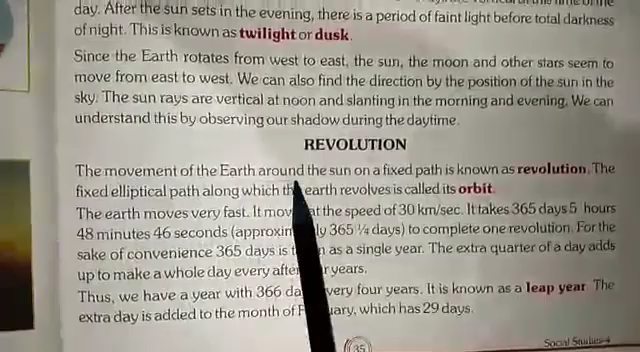 day. After the sun sets in the evening, there is a period of faint light before total darkness
of night. This is known as twilight or dusk.
Since the Earth rotates from west to east, the sun, the moon and other stars seem to
move from east to west. We can also find the direction by the position of the sun in the
sky. The sun rays are vertical at noon and slanting in the morning and evening. We can
understand this by observing our shadow during the daytime.
REVOLUTION
The movement of the Earth around the sun on a fixed path is known as revolution. The
fixed elliptical path along which earth revolves is called its orbit.
The earth moves very fast. It at the speed of 30 km/sec. It takes 365 days 5 hours
48 minutes 46 seconds 365 ¼ days) to complete one revolution. For the
sake of convenience 365 days is as a single year. The extra quarter of a day adds
up to make a whole day every years.
Thus, we have a year with 366 every four years. It is known as a leap year. The
extra day is added to the month of which has 29 days.
35
Social Studies-4